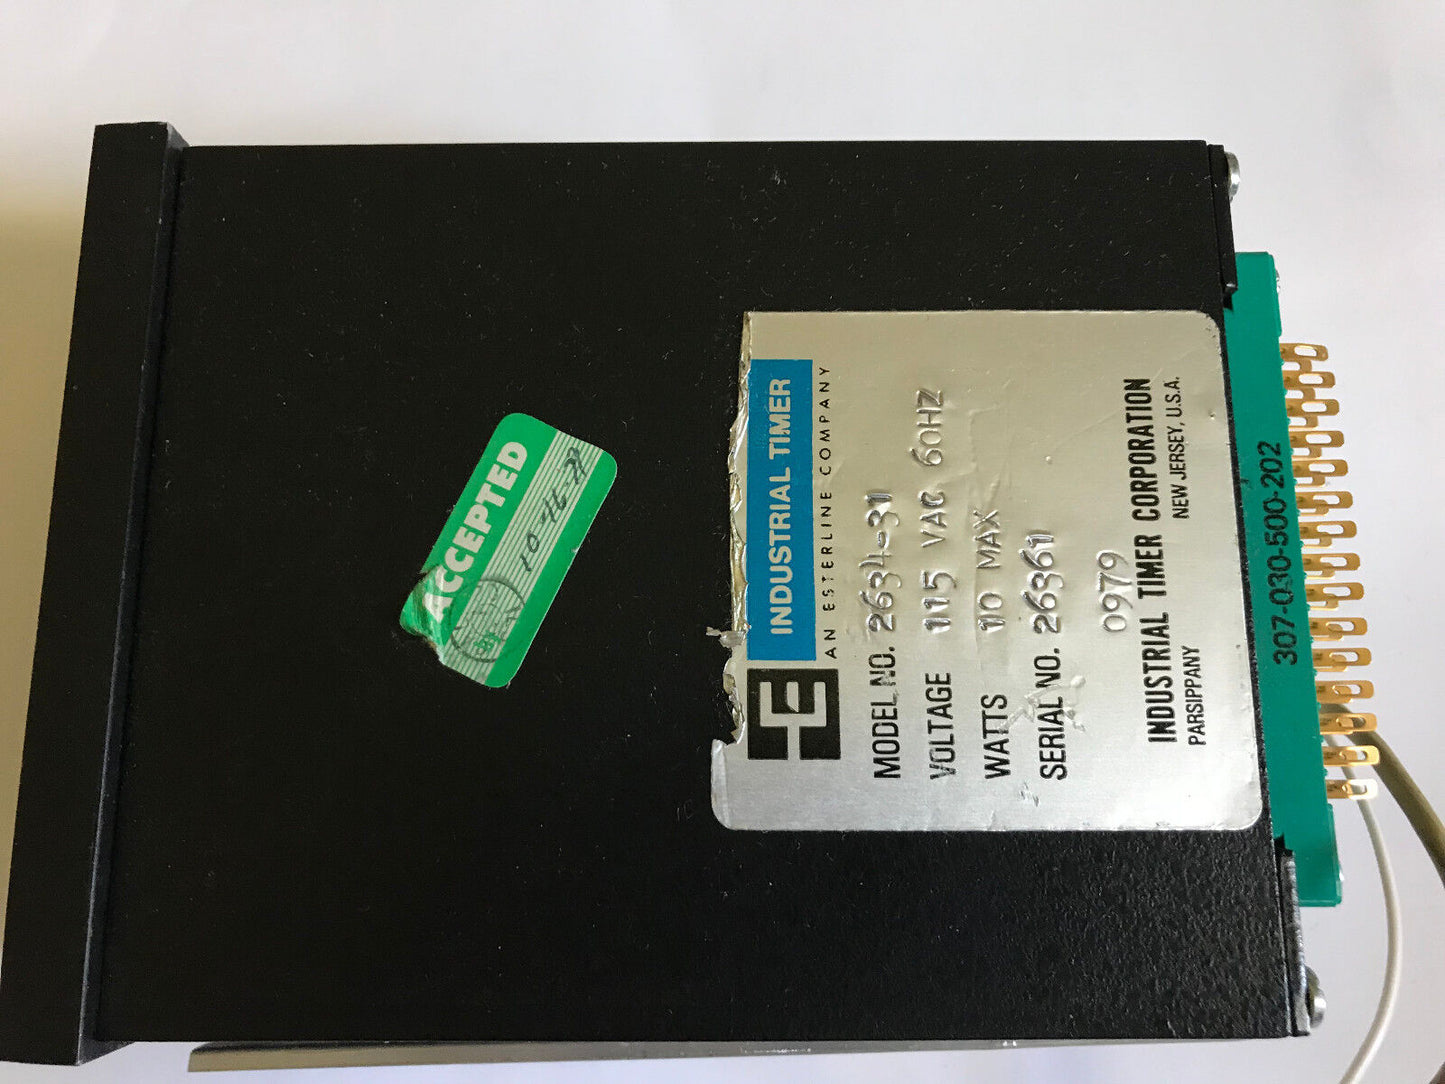 INDUSTRIAL TIMER
AN ESTERLINE COMPANY
MODEL NO. 2634-31
VOLTAGE 115 VAC 60HZ
WATTS 10 MAX
SERIAL NO. 26361
0979
INDUSTRIAL TIMER CORPORATION
PARSIPPANY NEW JERSEY, U.S.A.
307-030-500-202
ACCEPTED